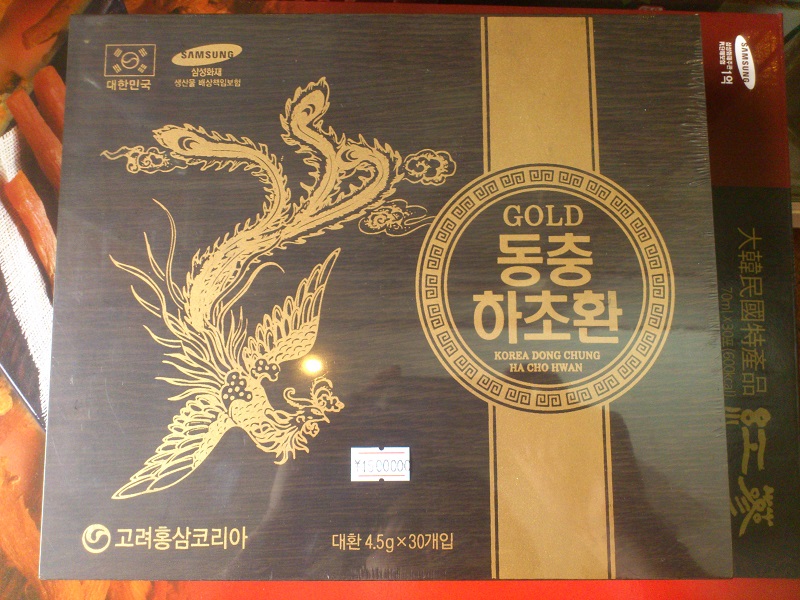 대한민국
SAMSUNG
삼성화재
생산물 배상책임보험
GOLD
동충
하초환
KOREA DONG CHUNG
HA CHO HWAN
고려홍삼코리아
대환 4.5g×30개입
SAMSUNG
1억
大韓民國特産品